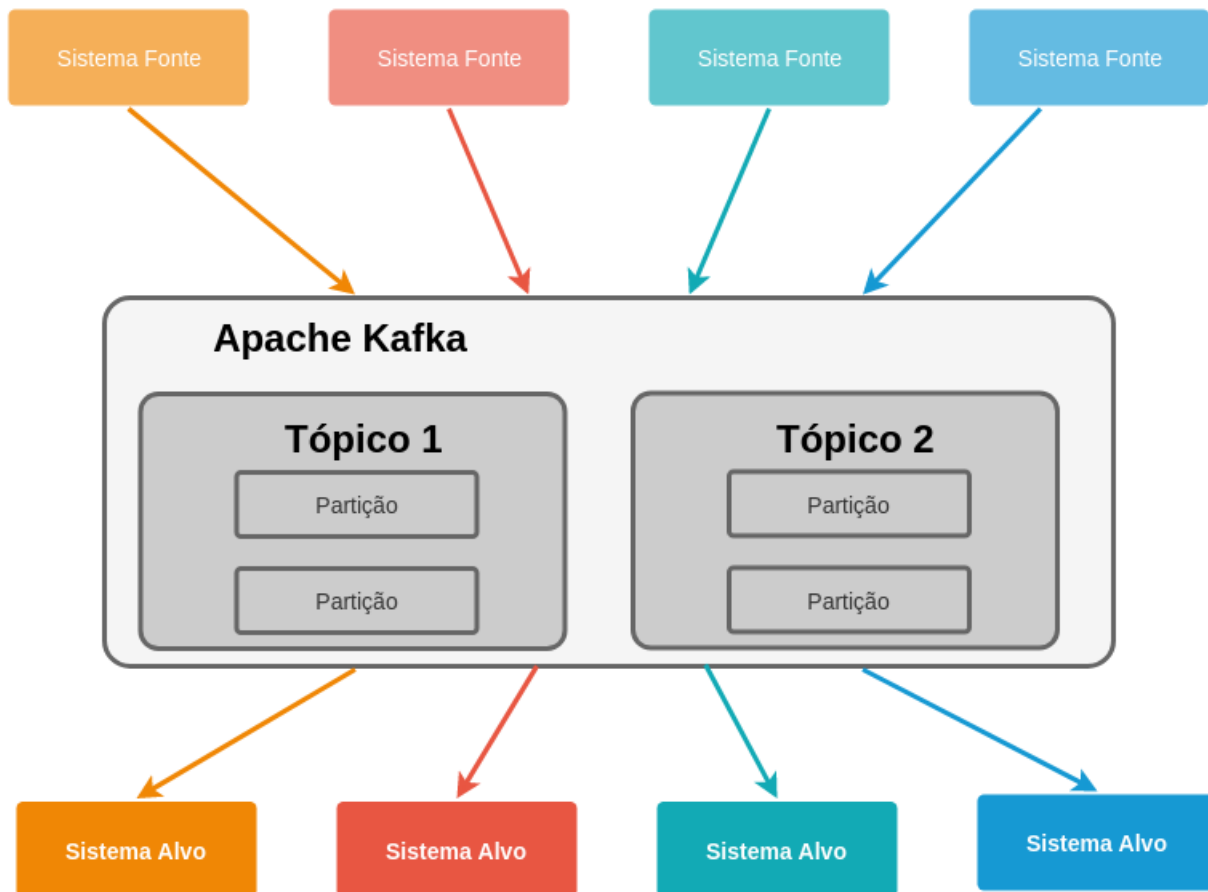 Sistema Fonte
Sistema Fonte
Sistema Fonte
Sistema Fonte
Apache Kafka
Tópico 1
Partição
Partição
Tópico 2
Partição
Partição
Sistema Alvo
Sistema Alvo
Sistema Alvo
Sistema Alvo